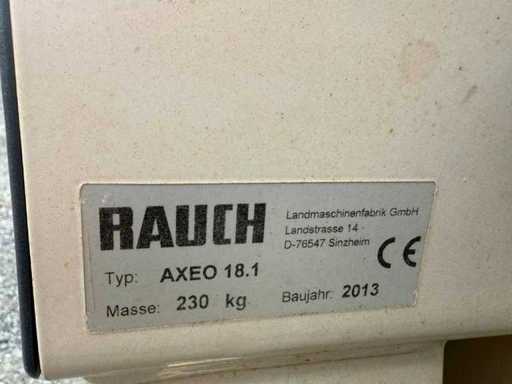 RAUCH
Landmaschinenfabrik GmbH
Landstrasse 14
D-76547 Sinzheim
CE
Typ: AXEO 18.1
Masse: 230 kg
Baujahr: 2013